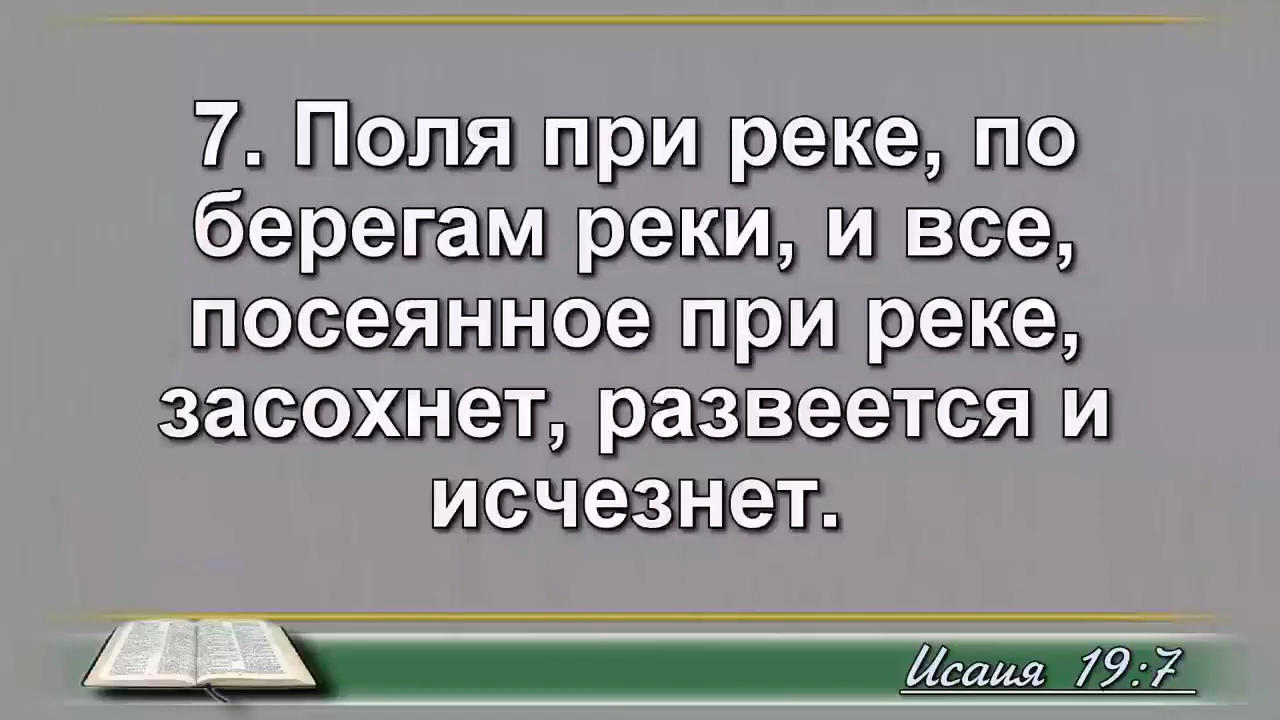 7. Поля при реке, по
берегам реки, и все,
посеянное при реке,
засохнет, развеется и
исчезнет.
Исаия 19:7